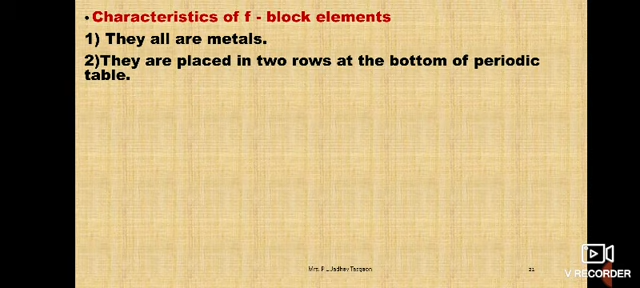 • Characteristics of f - block elements
1) They all are metals.
2)They are placed in two rows at the bottom of periodic
table.
Mrs. P L Jadhav Tasgaon
21
V RECORDER